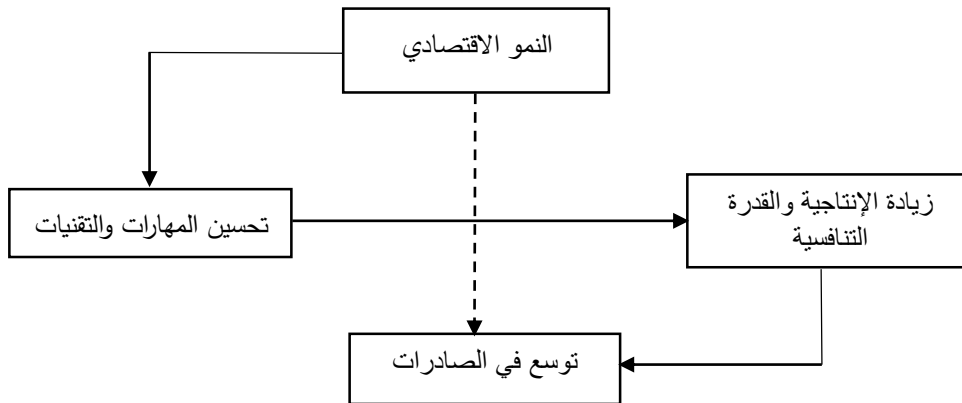 النمو الاقتصادي
تحسين المهارات والتقنيات
زيادة الإنتاجية والقدرة
التنافسية
توسع في الصادرات